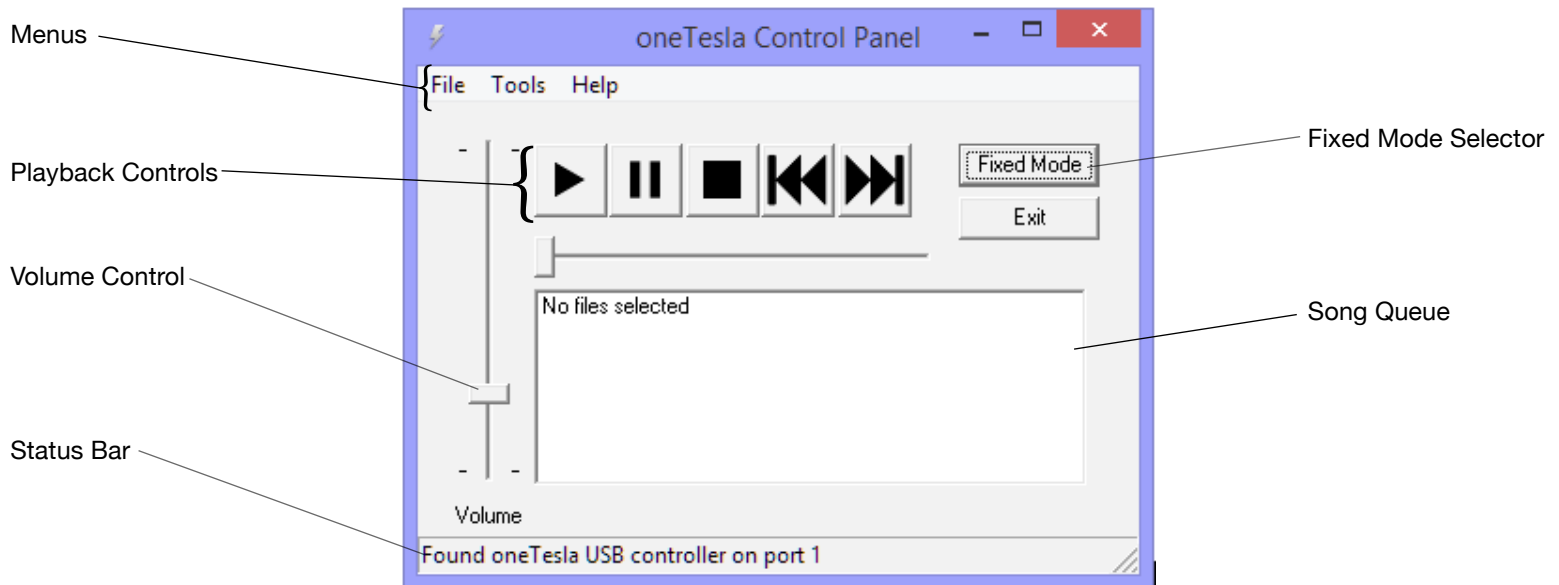 Menus
oneTesla Control Panel
File Tools Help
Fixed Mode Selector
Playback Controls
Fixed Mode
Exit
Volume Control
No files selected
Song Queue
Status Bar
Volume
Found oneTesla USB controller on port 1